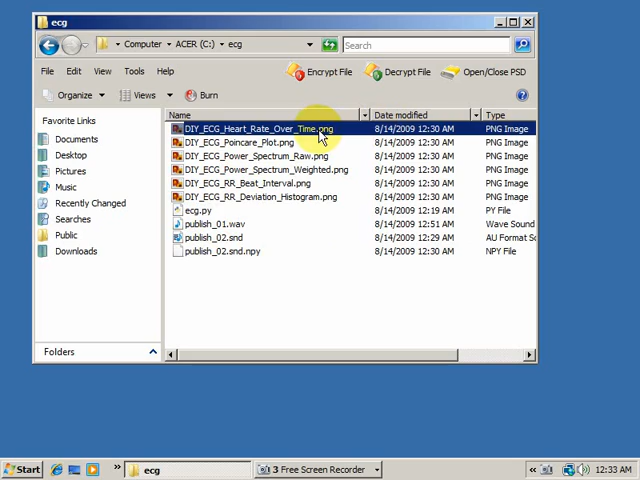 ecg
Computer ACER (C:) ecg
Search
File Edit View Tools Help
Encrypt File Decrypt File Open/Close PSD
Organize Views Burn
Favorite Links
Documents
Desktop
Pictures
Music
Recently Changed
Searches
Public
Downloads
Folders
Name Date modified Type
DIY_ECG_Heart_Rate_Over_Time.png 8/14/2009 12:30 AM PNG Image
DIY_ECG_Poincare_Plot.png 8/14/2009 12:30 AM PNG Image
DIY_ECG_Power_Spectrum_Raw.png 8/14/2009 12:30 AM PNG Image
DIY_ECG_Power_Spectrum_Weighted.png 8/14/2009 12:30 AM PNG Image
DIY_ECG_RR_Beat_Interval.png 8/14/2009 12:30 AM PNG Image
DIY_ECG_RR_Deviation_Histogram.png 8/14/2009 12:30 AM PNG Image
ecg.py 8/14/2009 12:19 AM PY File
publish_01.wav 8/14/2009 12:51 AM Wave Sound
publish_02.snd 8/14/2009 12:29 AM AU Format So
publish_02.snd.npy 8/14/2009 12:30 AM NPY File
Start ecg 3 Free Screen Recorder 12:33 AM